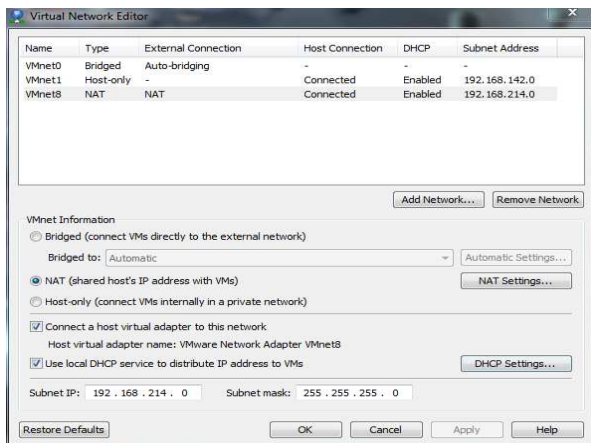 Virtual Network Editor
Name Type External Connection Host Connection DHCP Subnet Address
VMnet0 Bridged Auto-bridging - - -
VMnet1 Host-only - Connected Enabled 192.168.142.0
VMnet8 NAT NAT Connected Enabled 192.168.214.0
Add Network... Remove Network
VMnet Information
Bridged (connect VMs directly to the external network)
Bridged to: Automatic Automatic Settings...
NAT (shared host's IP address with VMs) NAT Settings...
Host-only (connect VMs internally in a private network)
Connect a host virtual adapter to this network
Host virtual adapter name: VMware Network Adapter VMnet8
Use local DHCP service to distribute IP address to VMs DHCP Settings...
Subnet IP: 192 . 168 . 214 . 0 Subnet mask: 255 . 255 . 255 . 0
Restore Defaults OK Cancel Apply Help